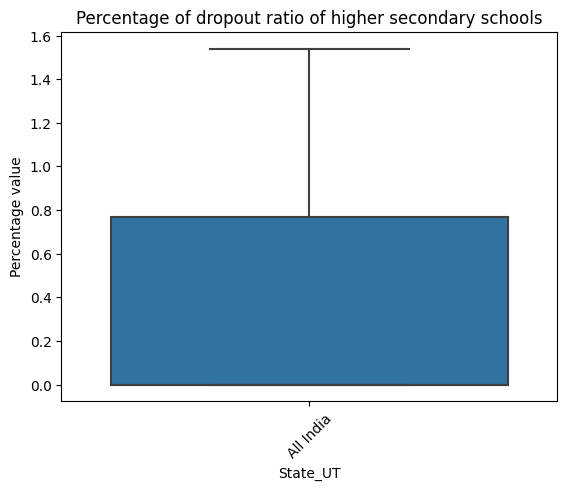 Percentage of dropout ratio of higher secondary schools
1.6
1.4
1.2
1.0
0.8
0.6
0.4
0.2
0.0
Percentage value
All India
State_UT